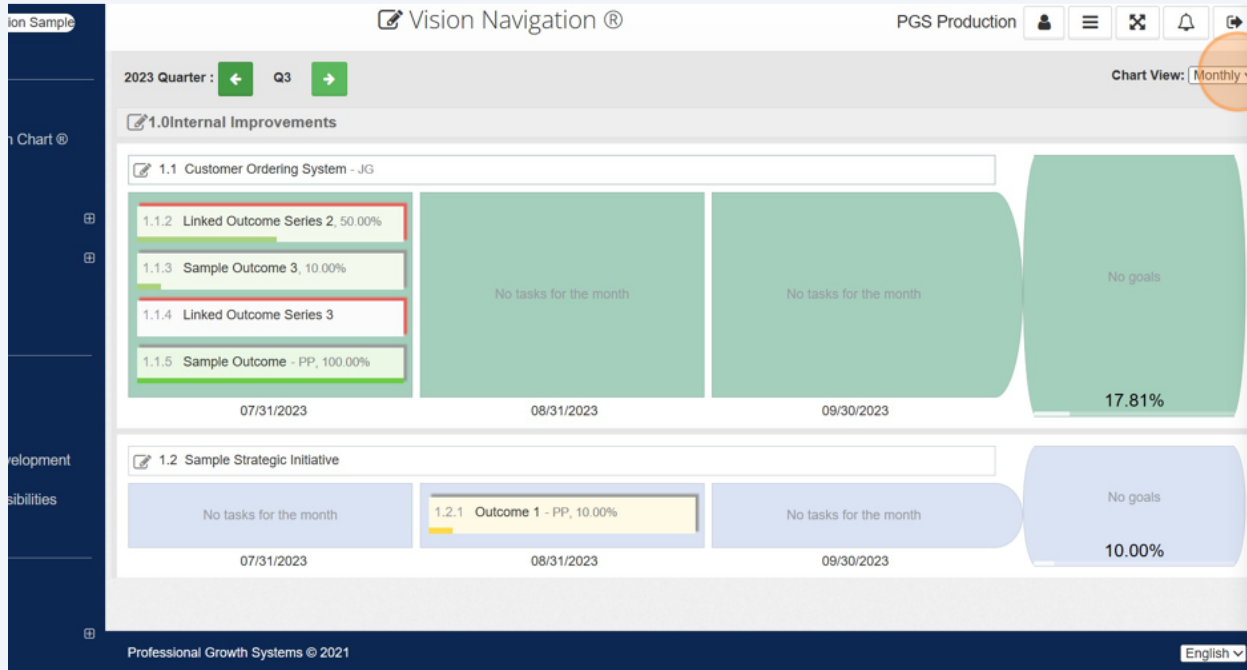 ion Sample
Vision Navigation ®
PGS Production
2023 Quarter :
Q3
Chart View:
Monthly
1.0Internal Improvements
n Chart ®
1.1 Customer Ordering System - JG
1.1.2 Linked Outcome Series 2, 50.00%
1.1.3 Sample Outcome 3, 10.00%
1.1.4 Linked Outcome Series 3
1.1.5 Sample Outcome - PP, 100.00%
No tasks for the month
No tasks for the month
No goals
17.81%
07/31/2023
08/31/2023
09/30/2023
velopment
sibilities
1.2 Sample Strategic Initiative
No tasks for the month
1.2.1 Outcome 1 - PP, 10.00%
No tasks for the month
No goals
10.00%
07/31/2023
08/31/2023
09/30/2023
Professional Growth Systems © 2021
English